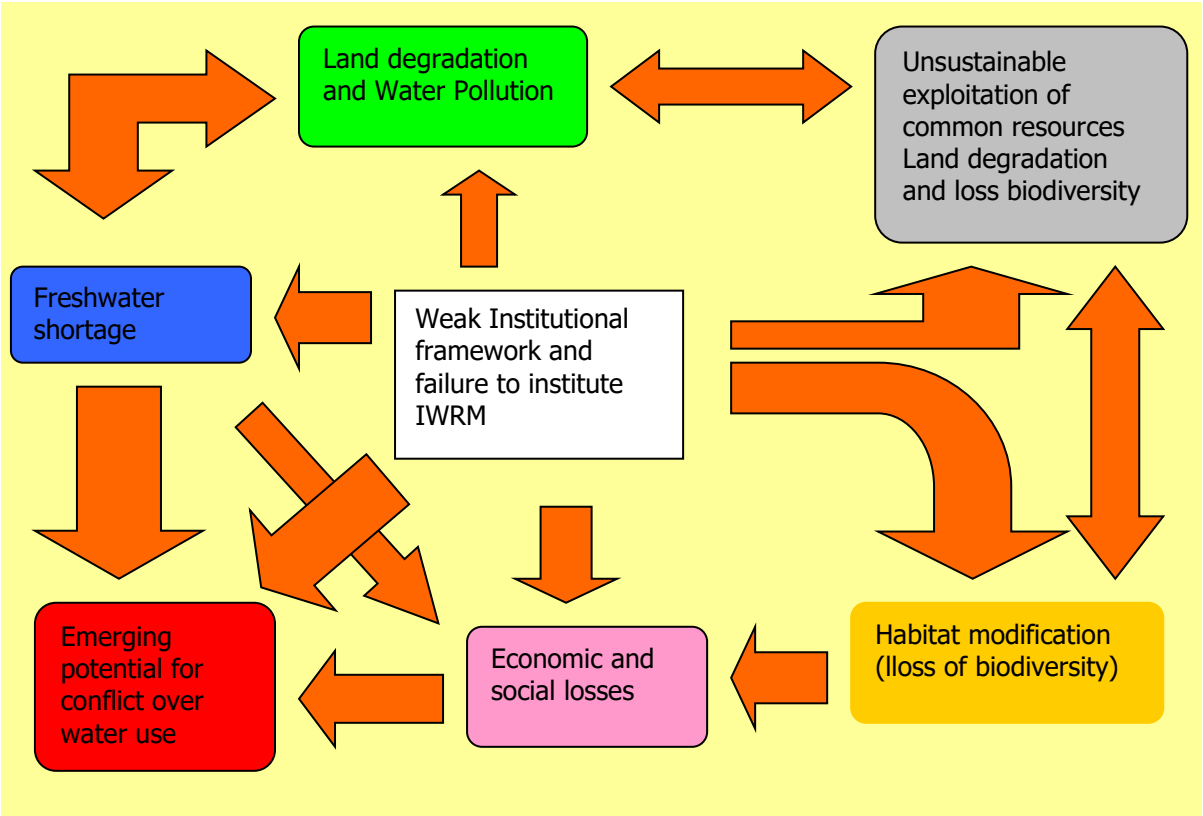 Land degradation
and Water Pollution
Unsustainable
exploitation of
common resources
Land degradation
and loss biodiversity
Freshwater
shortage
Weak Institutional
framework and
failure to institute
IWRM
Emerging
potential for
conflict over
water use
Economic and
social losses
Habitat modification
(lloss of biodiversity)